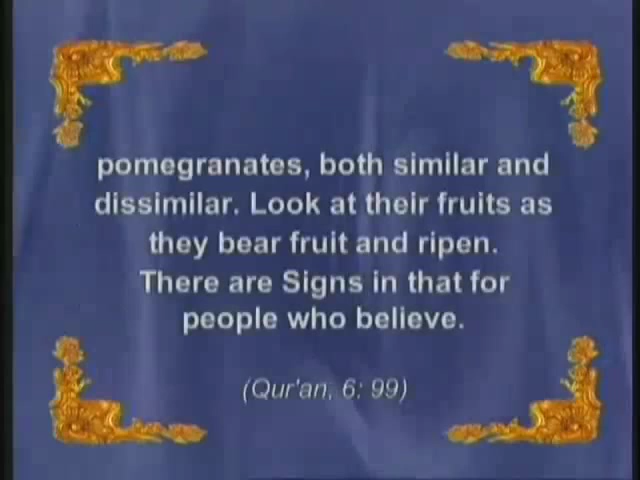 pomegranates, both similar and
dissimilar. Look at their fruits as
they bear fruit and ripen.
There are Signs in that for
people who believe.
(Qur'an, 6: 99)